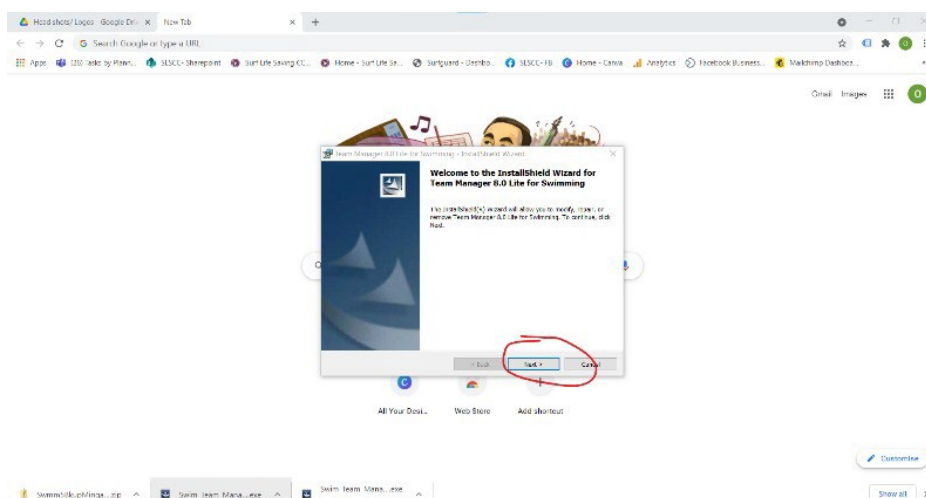 Head shots/ Logos - Google Driv
New Tab
Search Google or type a URL
Apps
Tasks by Plann...
SLSCC- Sharepoint
Surf Life Saving CC...
Home - Surf Life Sa...
Surfguard - Dashbo...
SLSCC- FB
Home - Canva
Analytics
Facebook Business...
Mailchimp Dashboa...
Gmail Images
O
Team Manager 8.0 Lite for Swimming - InstallShield Wizard
Welcome to the InstallShield Wizard for
Team Manager 8.0 Lite for Swimming
The InstallShield(R) Wizard will allow you to modify, repair, or
remove Team Manager 8.0 Lite for Swimming. To continue, click
Next.
< Back
Next >
Cancel
All Your Desi...
Web Store
Add shortcut
Customise
Swim Team Mana....exe
Swim Team Mana....exe
Show all